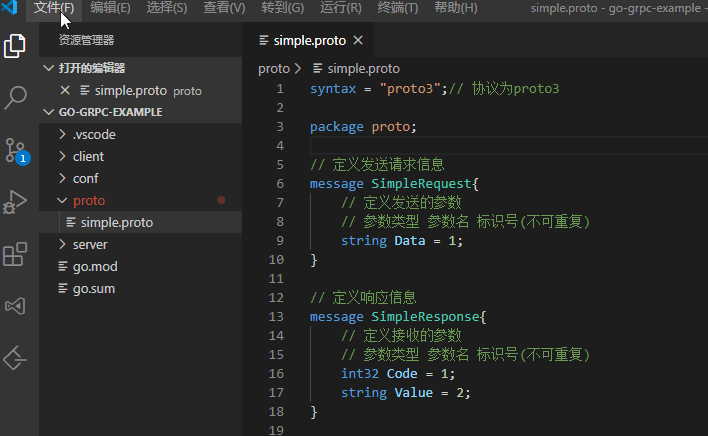 文件(F) 编辑(E) 选择(S) 查看(V) 转到(G) 运行(R) 终端(T) 帮助(H) simple.proto - go-grpc-example
资源管理器
打开的编辑器
simple.proto proto
GO-GRPC-EXAMPLE
.vscode
client
conf
proto
simple.proto
server
go.mod
go.sum
1
simple.proto
proto > simple.proto
1 syntax = "proto3";// 协议为proto3
2
3 package proto;
4
5 // 定义发送请求信息
6 message SimpleRequest{
7 // 定义发送的参数
8 // 参数类型 参数名 标识号(不可重复)
9 string Data = 1;
10 }
11
12 // 定义响应信息
13 message SimpleResponse{
14 // 定义接收的参数
15 // 参数类型 参数名 标识号(不可重复)
16 int32 Code = 1;
17 string Value = 2;
18 }
19